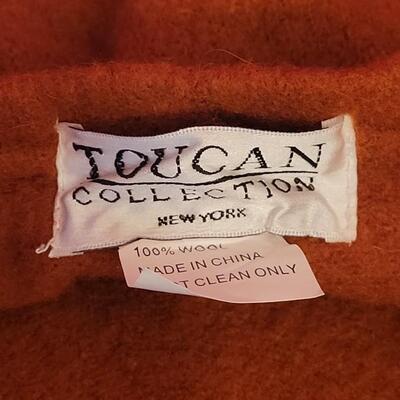 TOUCAN
COLLECTION
NEW YORK
100% WOOL
MADE IN CHINA
CLEAN ONLY